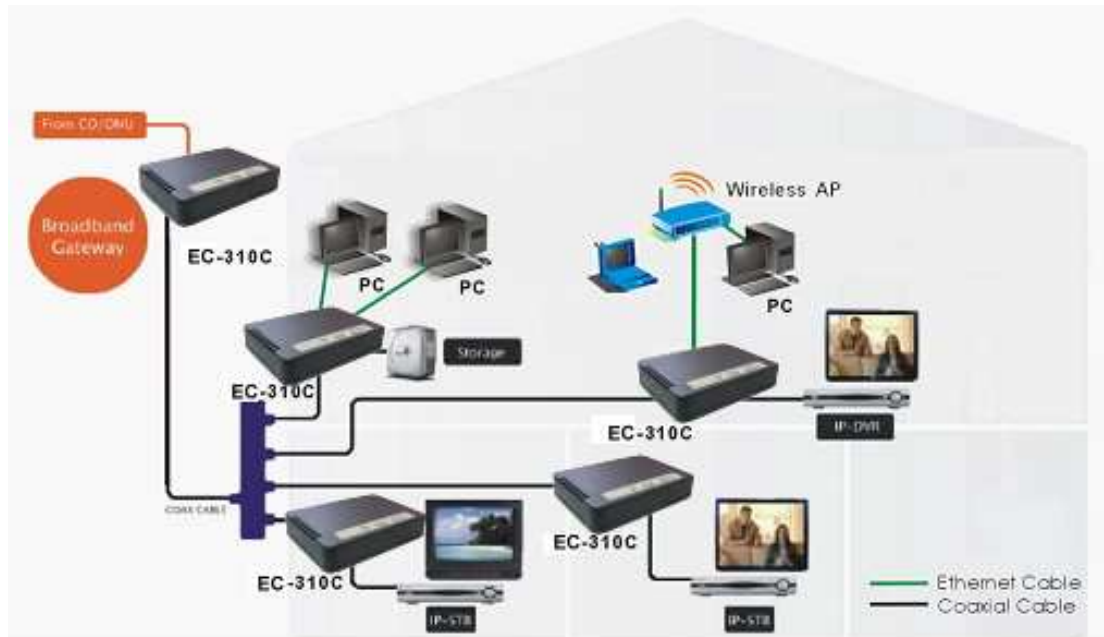 From CO/ONU
Broadband
Gateway
EC-310C
PC
PC
Wireless AP
PC
Storage
EC-310C
EC-310C
IP-DVR
COAX CABLE
EC-310C
EC-310C
IP-STB
IP-STB
Ethernet Cable
Coaxial Cable